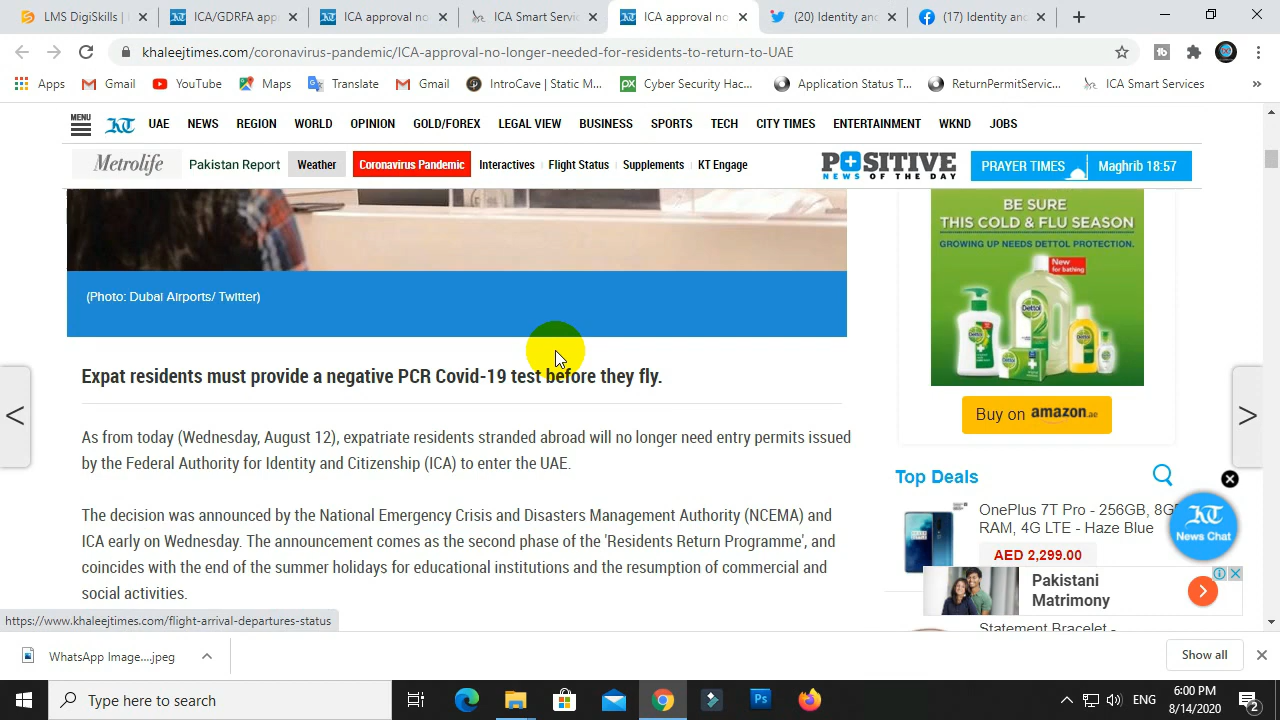 LMS DigiSkills
ICA/GDRFA app
ICA approval no
ICA Smart Servic
ICA approval no
(20) Identity an
(17) Identity an
khaleejtimes.com/coronavirus-pandemic/ICA-approval-no-longer-needed-for-residents-to-return-to-UAE
Apps
Gmail
YouTube
Maps
Translate
Gmail
IntroCave | Static M...
Cyber Security Hac...
Application Status T...
ReturnPermitServic...
ICA Smart Services
MENU
KT
UAE
NEWS
REGION
WORLD
OPINION
GOLD/FOREX
LEGAL VIEW
BUSINESS
SPORTS
TECH
CITY TIMES
ENTERTAINMENT
WKND
JOBS
Metrolife
Pakistan Report
Weather
Coronavirus Pandemic
Interactives
Flight Status
Supplements
KT Engage
POSITIVE
NEWS OF THE DAY
PRAYER TIMES
Maghrib 18:57
(Photo: Dubai Airports/ Twitter)
Expat residents must provide a negative PCR Covid-19 test before they fly.
As from today (Wednesday, August 12), expatriate residents stranded abroad will no longer need entry permits issued
by the Federal Authority for Identity and Citizenship (ICA) to enter the UAE.
The decision was announced by the National Emergency Crisis and Disasters Management Authority (NCEMA) and
ICA early on Wednesday. The announcement comes as the second phase of the 'Residents Return Programme', and
coincides with the end of the summer holidays for educational institutions and the resumption of commercial and
social activities.
BE SURE
THIS COLD & FLU SEASON
GROWING UP NEEDS DETTOL PROTECTION.
New
for bathing
Dettol
Dettol
Dettol
Buy on amazon.ae
Top Deals
OnePlus 7T Pro - 256GB, 8G
RAM, 4G LTE - Haze Blue
AED 2,299.00
KT
News Chat
Pakistani
Matrimony
Statement Bracelet -
<
>
https://www.khaleejtimes.com/flight-arrival-departures-status
WhatsApp Image....jpeg
Show all
Type here to search
Ps
ENG
6:00 PM
8/14/2020
2